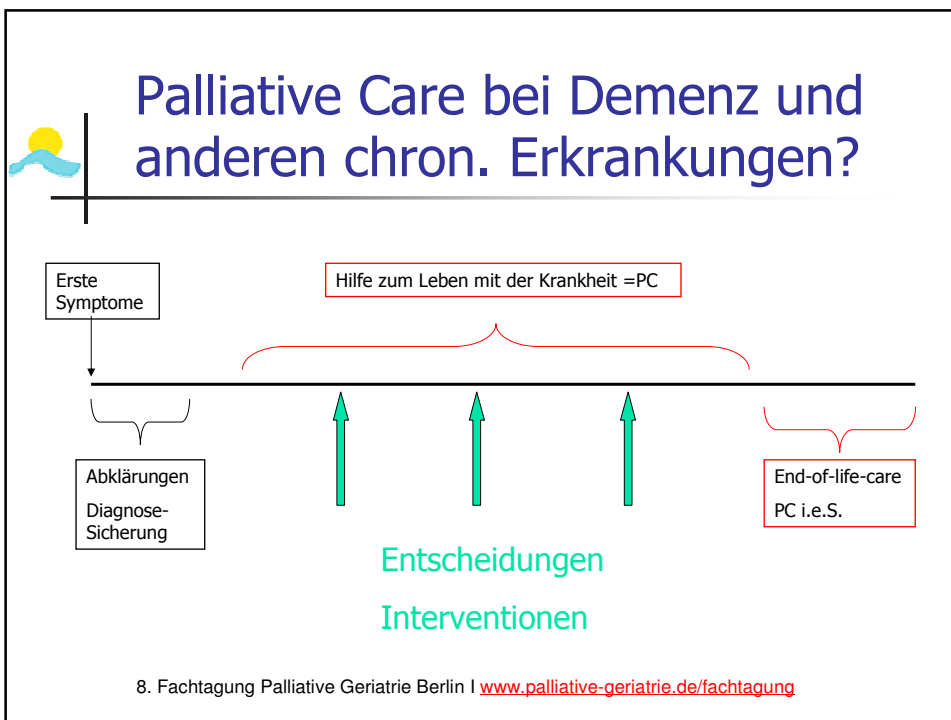 Palliative Care bei Demenz und
anderen chron. Erkrankungen?
Erste
Symptome
Hilfe zum Leben mit der Krankheit =PC
Abklärungen
Diagnose-
Sicherung
End-of-life-care
PC i.e.S.
Entscheidungen
Interventionen
8. Fachtagung Palliative Geriatrie Berlin I www.palliative-geriatrie.de/fachtagung